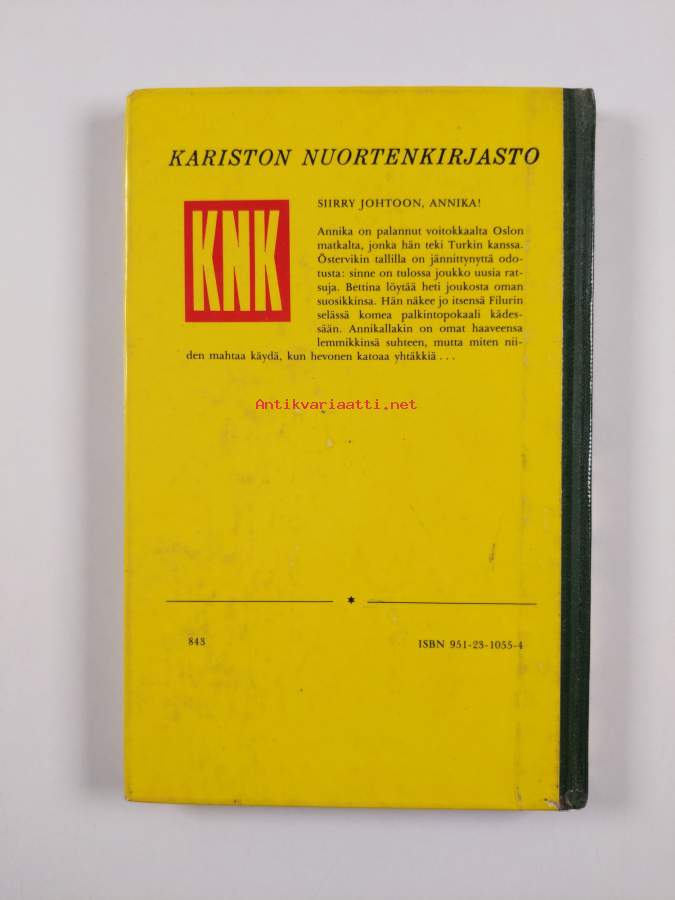 KARISTON NUORTENKIRJASTO
KNK
SIIRRY JOHTOON, ANNIKA!
Annika on palannut voitokkaalta Oslon
matkalta, jonka hän teki Turkin kanssa.
Östervikin tallilla on jännittynyttä odo-
tusta: sinne on tulossa joukko uusia rat-
suja. Bettina löytää heti joukosta oman
suosikkinsa. Hän näkee jo itsensä Filurin
selässä komea palkintopokaali kädes-
sään. Annikallakin on omat haaveensa
lemmikkinsä suhteen, mutta miten nii-
den mahtaa käydä, kun hevonen katoaa yhtäkkiä . . .
Antikvariaatti.net
843
ISBN 951-23-1055-4